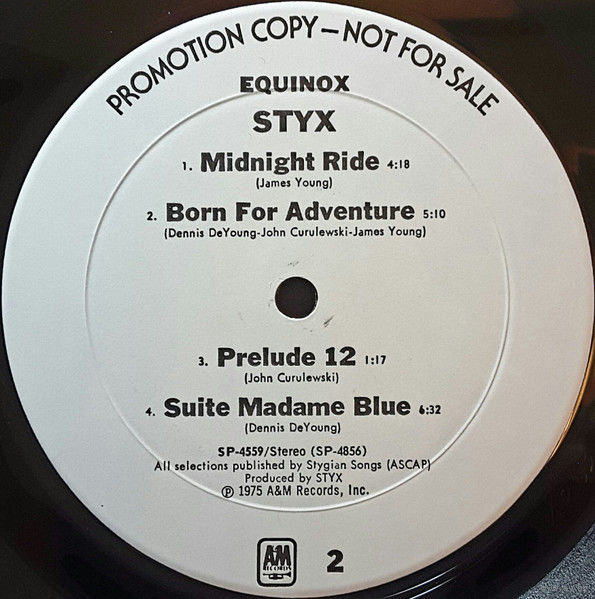 PROMOTION COPY—NOT FOR SALE
EQUINOX
STYX
1. Midnight Ride 4:18
(James Young)
2. Born For Adventure 5:10
(Dennis DeYoung-John Curulewski-James Young)
3. Prelude 12 1:17
(John Curulewski)
4. Suite Madame Blue 6:32
(Dennis DeYoung)
SP-4559/Stereo (SP-4856)
All selections published by Stygian Songs (ASCAP)
Produced by STYX
℗ 1975 A&M Records, Inc.
A&M
RECORDS
2